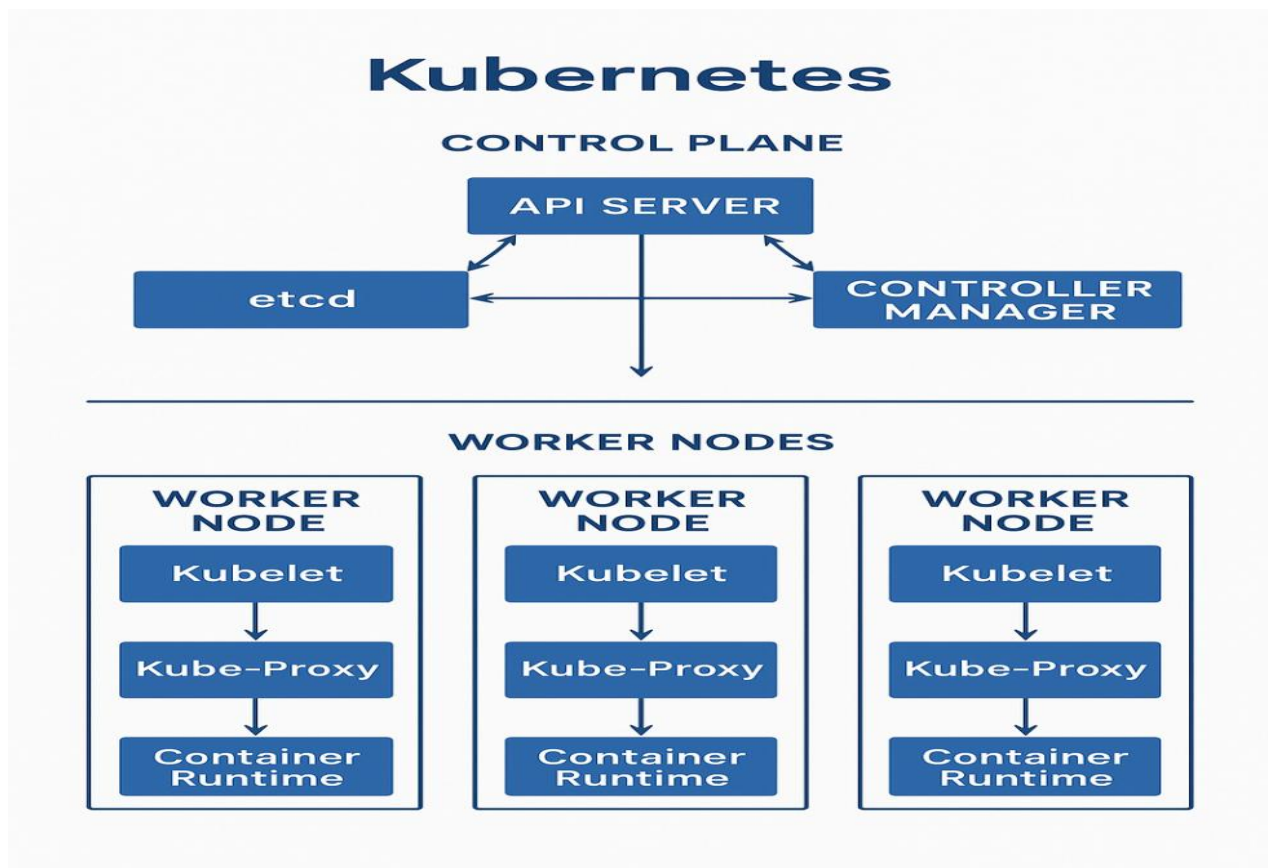 Kubernetes
CONTROL PLANE
API SERVER
etcd
CONTROLLER
MANAGER
WORKER NODES
WORKER
NODE
Kubelet
Kube-Proxy
Container
Runtime
WORKER
NODE
Kubelet
Kube-Proxy
Container
Runtime
WORKER
NODE
Kubelet
Kube-Proxy
Container
Runtime